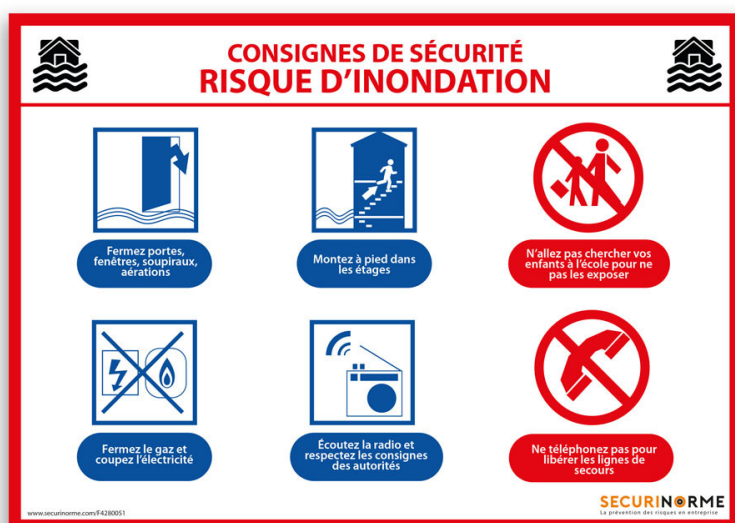 CONSIGNES DE SÉCURITÉ
RISQUE D'INONDATION
Fermez portes,
fenêtres, soupiraux,
aérations
Montez à pied dans
les étages
N'allez pas chercher vos
enfants à l'école pour ne
pas les exposer
Fermez le gaz et
coupez l'électricité
Écoutez la radio et
respectez les consignes
des autorités
Ne téléphonez pas pour
libérer les lignes de
secours
www.securinorme.com/F4280051
SECURINORME
La prévention des risques en entreprise